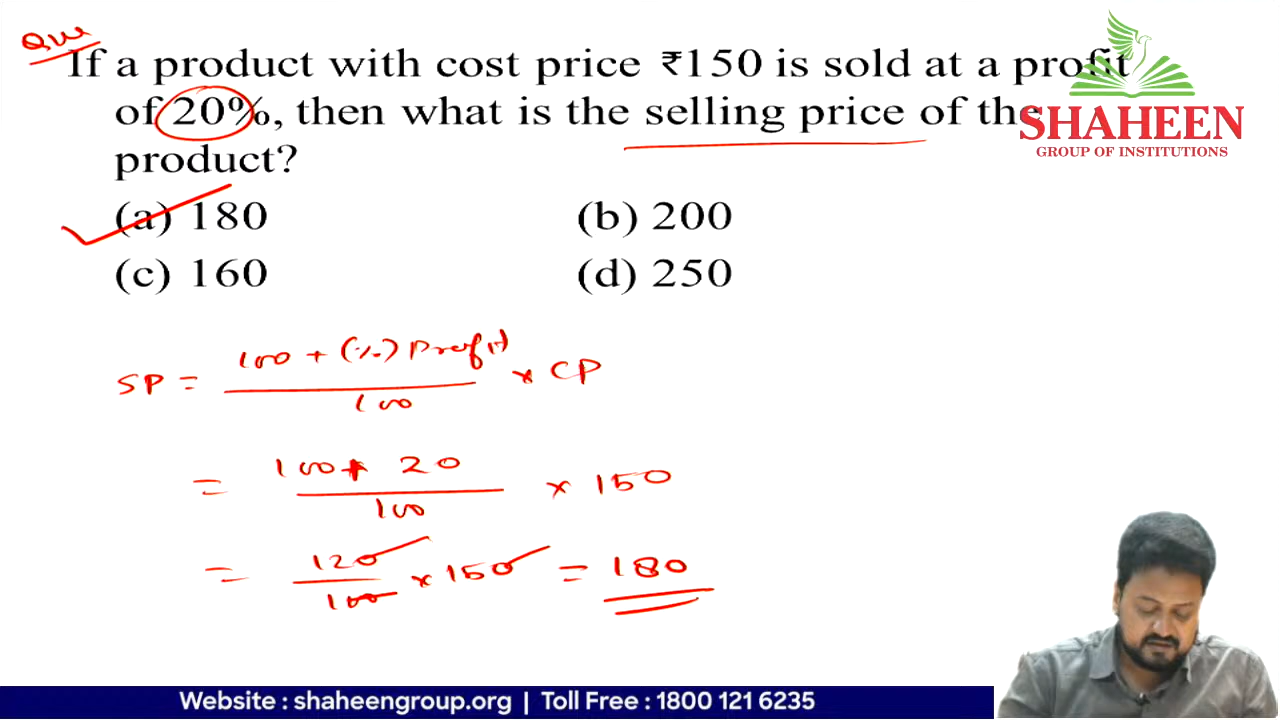 Que
If a product with cost price ₹150 is sold at a profit
of 20%, then what is the selling price of the
product?
(a) 180 (b) 200
(c) 160 (d) 250
SHAHEEN
GROUP OF INSTITUTIONS
SP = 100 + (%) Profit / 100 × CP
= 100 + 20 / 100 × 150
= 120 / 100 × 150 = 180
Website : shaheengroup.org | Toll Free : 1800 121 6235